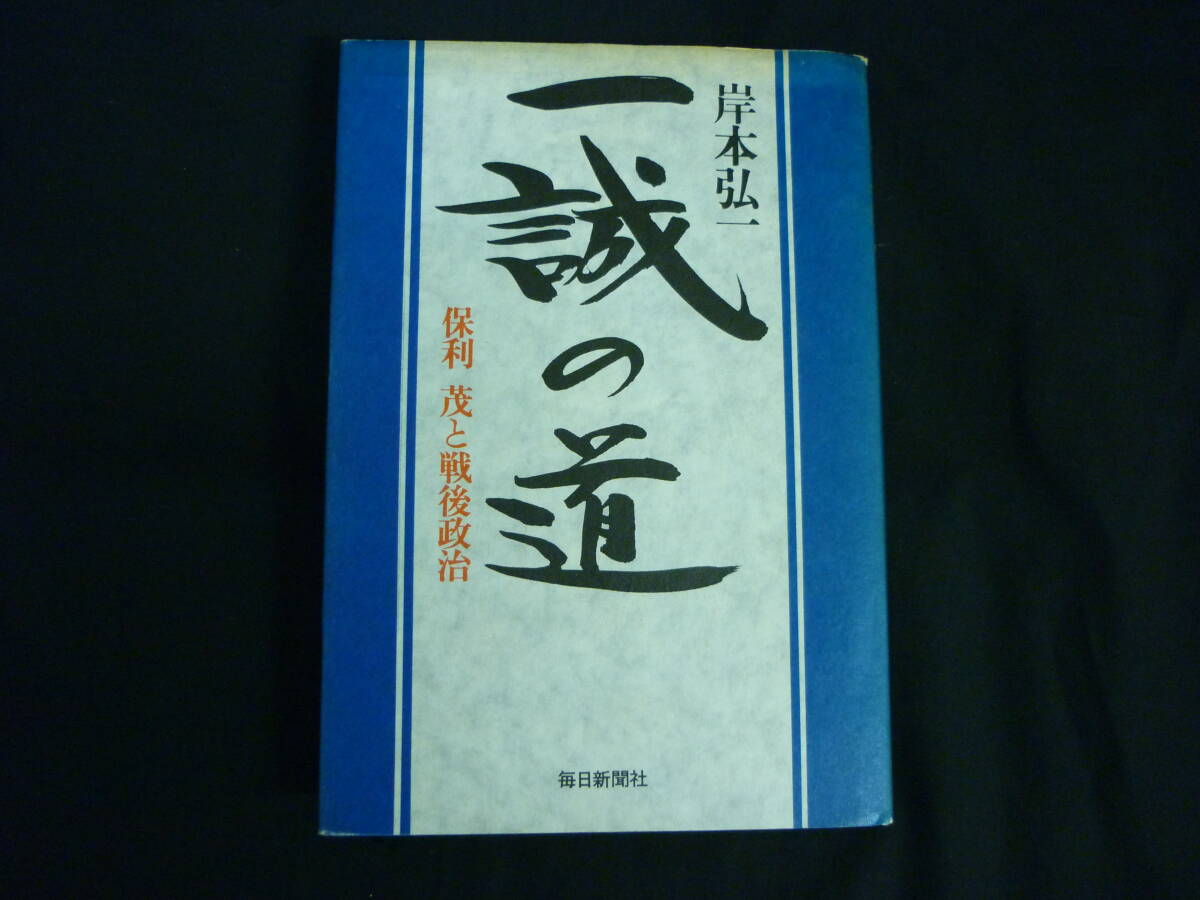 岸本弘一
一誠の道
保利 茂と戦後政治
毎日新聞社